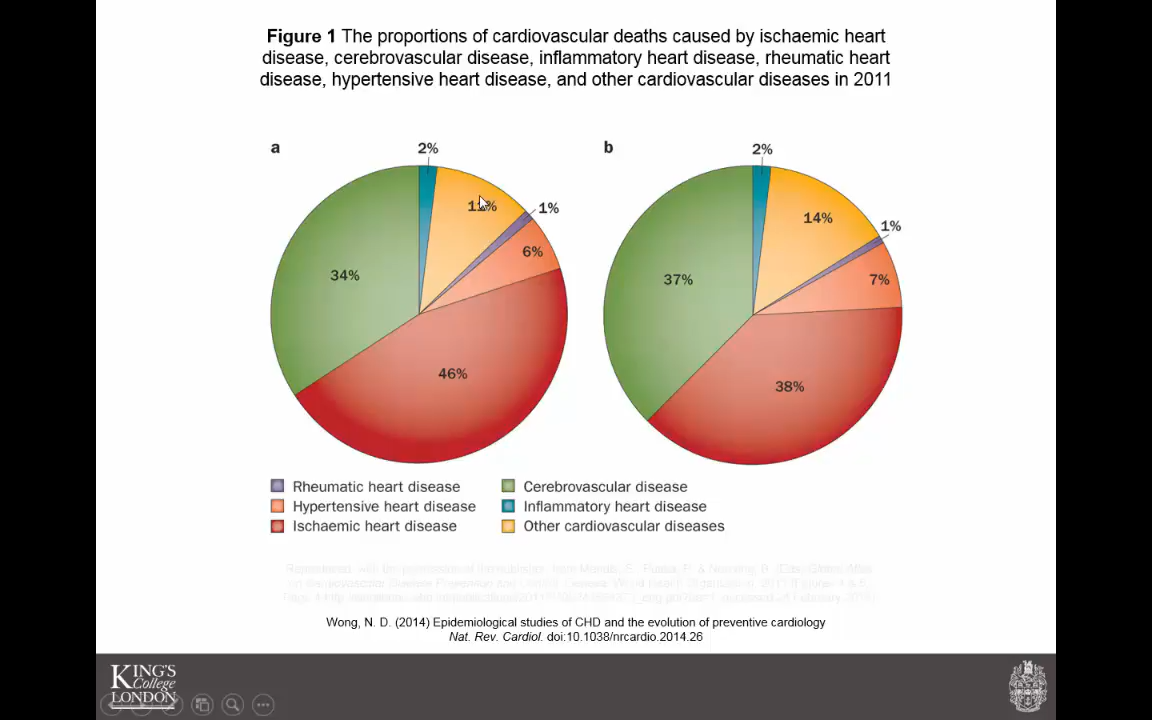 Figure 1 The proportions of cardiovascular deaths caused by ischaemic heart
disease, cerebrovascular disease, inflammatory heart disease, rheumatic heart
disease, hypertensive heart disease, and other cardiovascular diseases in 2011
a
b
2%
1%
6%
34%
46%
2%
14%
1%
7%
37%
38%
Rheumatic heart disease
Hypertensive heart disease
Ischaemic heart disease
Cerebrovascular disease
Inflammatory heart disease
Other cardiovascular diseases
Wong, N. D. (2014) Epidemiological studies of CHD and the evolution of preventive cardiology
Nat. Rev. Cardiol. doi:10.1038/nrcardio.2014.26
KING'S
College
LONDON